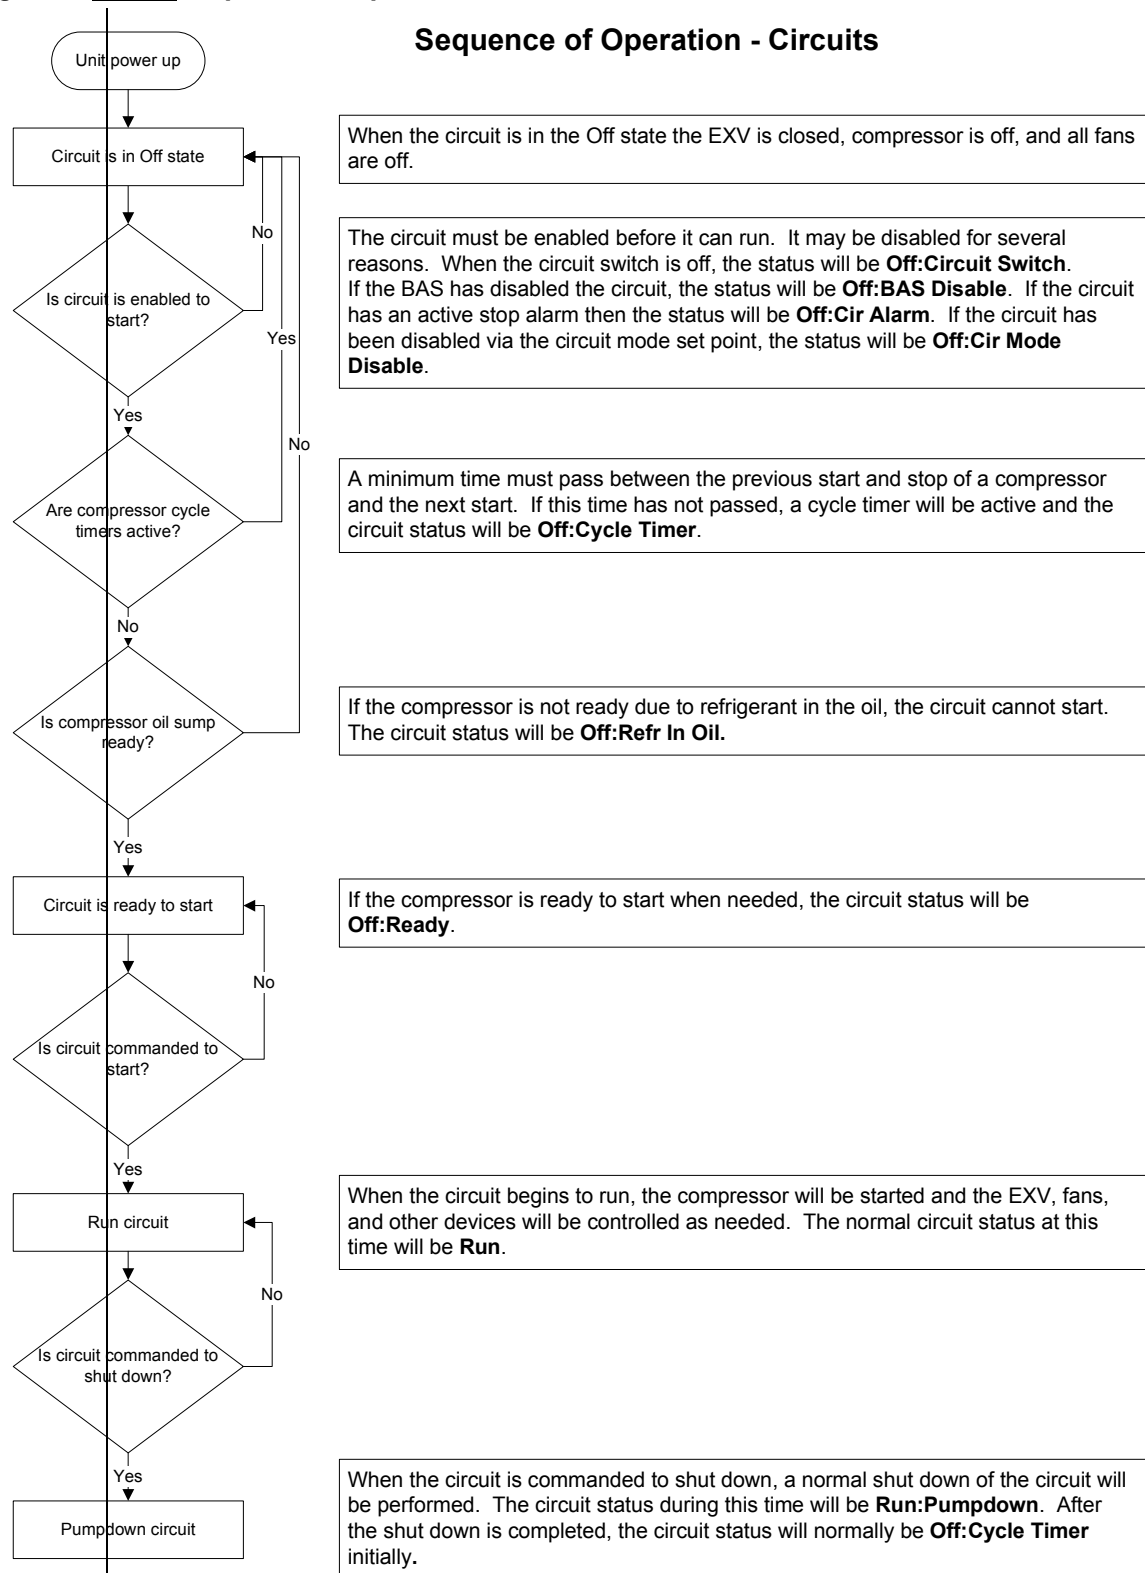 Sequence of Operation - Circuits
Unit power up
Circuit is in Off state
When the circuit is in the Off state the EXV is closed, compressor is off, and all fans
are off.
No
Is circuit is enabled to
start?
The circuit must be enabled before it can run. It may be disabled for several
reasons. When the circuit switch is off, the status will be Off:Circuit Switch.
If the BAS has disabled the circuit, the status will be Off:BAS Disable. If the circuit
has an active stop alarm then the status will be Off:Cir Alarm. If the circuit has
been disabled via the circuit mode set point, the status will be Off:Cir Mode
Disable.
Yes
Yes
No
Are compressor cycle
timers active?
A minimum time must pass between the previous start and stop of a compressor
and the next start. If this time has not passed, a cycle timer will be active and the
circuit status will be Off:Cycle Timer.
No
Is compressor oil sump
ready?
If the compressor is not ready due to refrigerant in the oil, the circuit cannot start.
The circuit status will be Off:Refr In Oil.
Yes
Circuit is ready to start
If the compressor is ready to start when needed, the circuit status will be
Off:Ready.
No
Is circuit commanded to
start?
Yes
Run circuit
When the circuit begins to run, the compressor will be started and the EXV, fans,
and other devices will be controlled as needed. The normal circuit status at this
time will be Run.
No
Is circuit commanded to
shut down?
Yes
Pumpdown circuit
When the circuit is commanded to shut down, a normal shut down of the circuit will
be performed. The circuit status during this time will be Run:Pumpdown. After
the shut down is completed, the circuit status will normally be Off:Cycle Timer
initially.